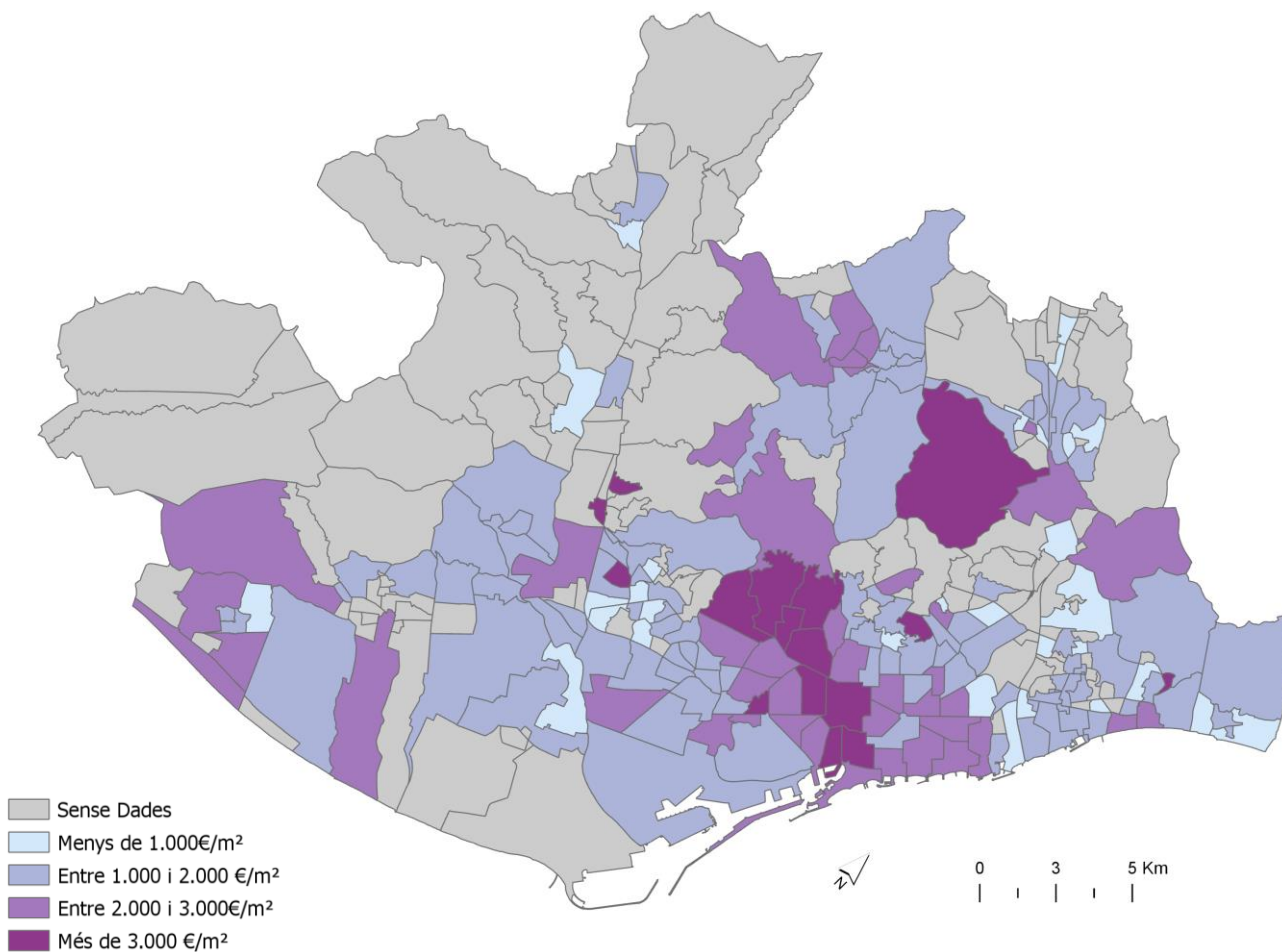 Sense Dades
Menys de 1.000€/m²
Entre 1.000 i 2.000 €/m²
Entre 2.000 i 3.000€/m²
Més de 3.000 €/m²
N
0 3 5 Km